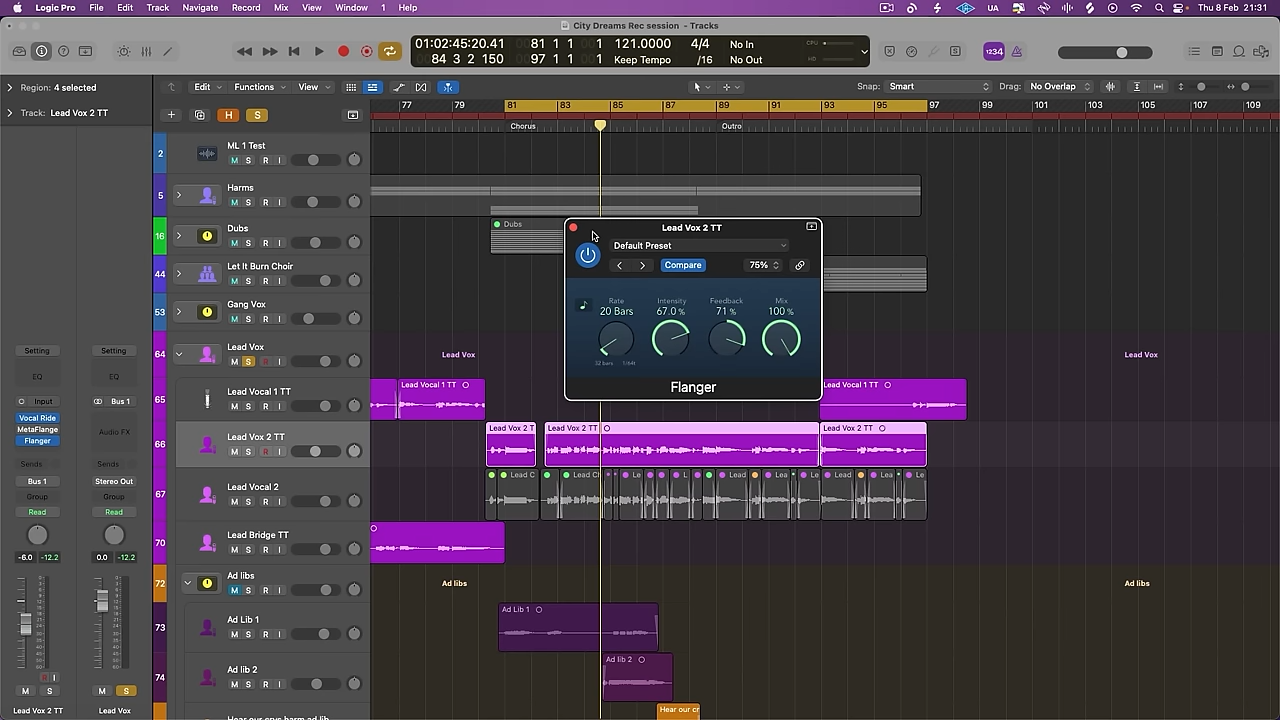 Logic Pro File Edit Track Navigate Record Mix View Window 1 Help UA Thu 8 Feb 21:31
City Dreams Rec session - Tracks
01:02:45:20.41 81 1 1 1 121.0000 4/4 No In CPU
84 3 2 150 97 1 1 1 Keep Tempo /16 No Out HD
1234
Region: 4 selected
Edit Functions View Snap: Smart Drag: No Overlap
Track: Lead Vox 2 TT
H S
77 79 81 83 85 87 89 91 93 95 97 99 101 103 105 107 109
Chorus Outro
2 ML 1 Test
M S R I
5 Harms
M S R I
16 Dubs
M S R I
Dubs
44 Let It Burn Choir
M S R I
53 Gang Vox
M S R I
64 Lead Vox
M S R I
Lead Vox Lead Vox
65 Lead Vocal 1 TT
M S R I
Lead Vocal 1 TT Lead Vocal 1 TT
66 Lead Vox 2 TT
M S R I
Lead Vox 2 T Lead Vox 2 TT Lead Vox 2 TT
67 Lead Vocal 2
M S R I
Lead C Lead Ch Le L Lead Lea Le Lead Lea Le
70 Lead Bridge TT
M S R I
72 Ad libs
M S R I
Ad libs Ad libs
73 Ad Lib 1
M S R I
Ad Lib 1
74 Ad lib 2
M S R I
Ad lib 2
Hear our crys harm ad lib
Hear our cr
Lead Vox 2 TT
Default Preset
Compare 75%
Rate Intensity Feedback Mix
20 Bars 67.0 % 71 % 100 %
32 bars 1/64t
Flanger
Setting Setting
EQ EQ
Input Bus 1
Vocal Ride
MetaFlange Audio FX
Flanger
Sends Sends
Bus 1 Stereo Out
Group Group
Read Read
-6.0 -12.2 0.0 -12.2
R I
M S M S
Lead Vox 2 TT Lead Vox